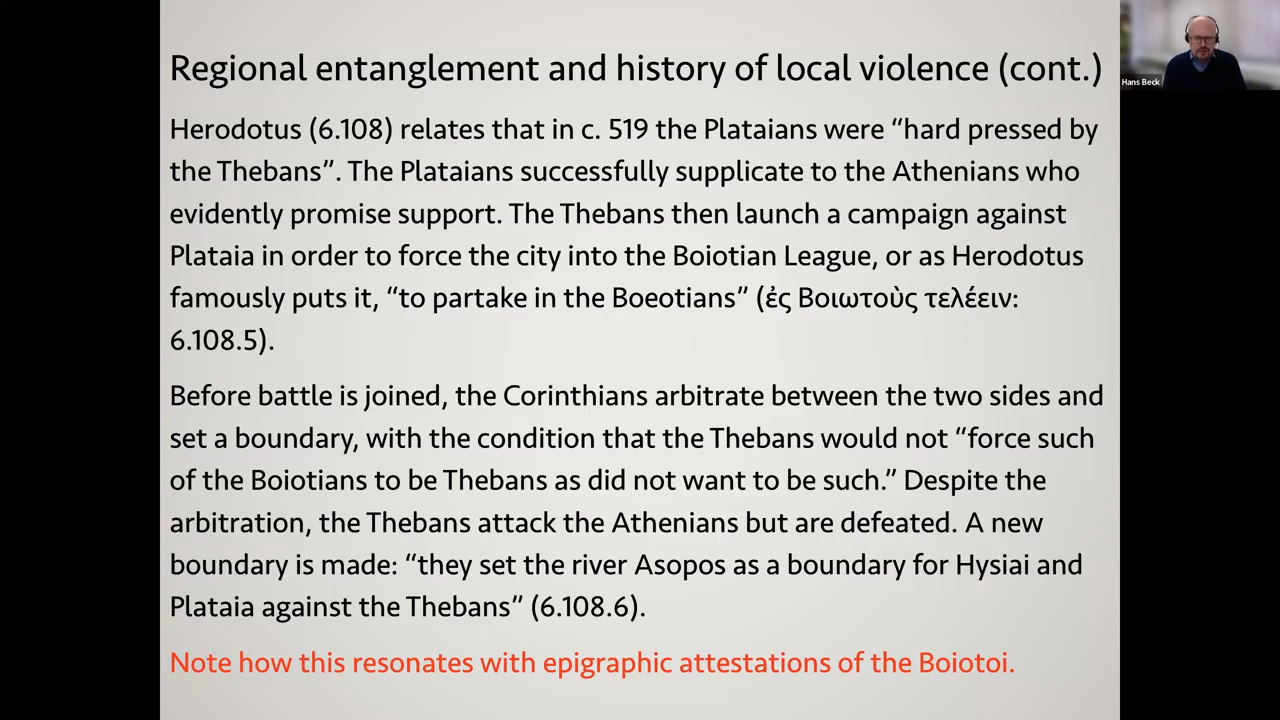 Regional entanglement and history of local violence (cont.)
Herodotus (6.108) relates that in c. 519 the Plataians were “hard pressed by
the Thebans”. The Plataians successfully supplicate to the Athenians who
evidently promise support. The Thebans then launch a campaign against
Plataia in order to force the city into the Boiotian League, or as Herodotus
famously puts it, “to partake in the Boeotians” (ἐς Βοιωτοὺς τελέειν:
6.108.5).
Before battle is joined, the Corinthians arbitrate between the two sides and
set a boundary, with the condition that the Thebans would not “force such
of the Boiotians to be Thebans as did not want to be such.” Despite the
arbitration, the Thebans attack the Athenians but are defeated. A new
boundary is made: “they set the river Asopos as a boundary for Hysiai and
Plataia against the Thebans” (6.108.6).
Note how this resonates with epigraphic attestations of the Boiotoi.
Hans Beck